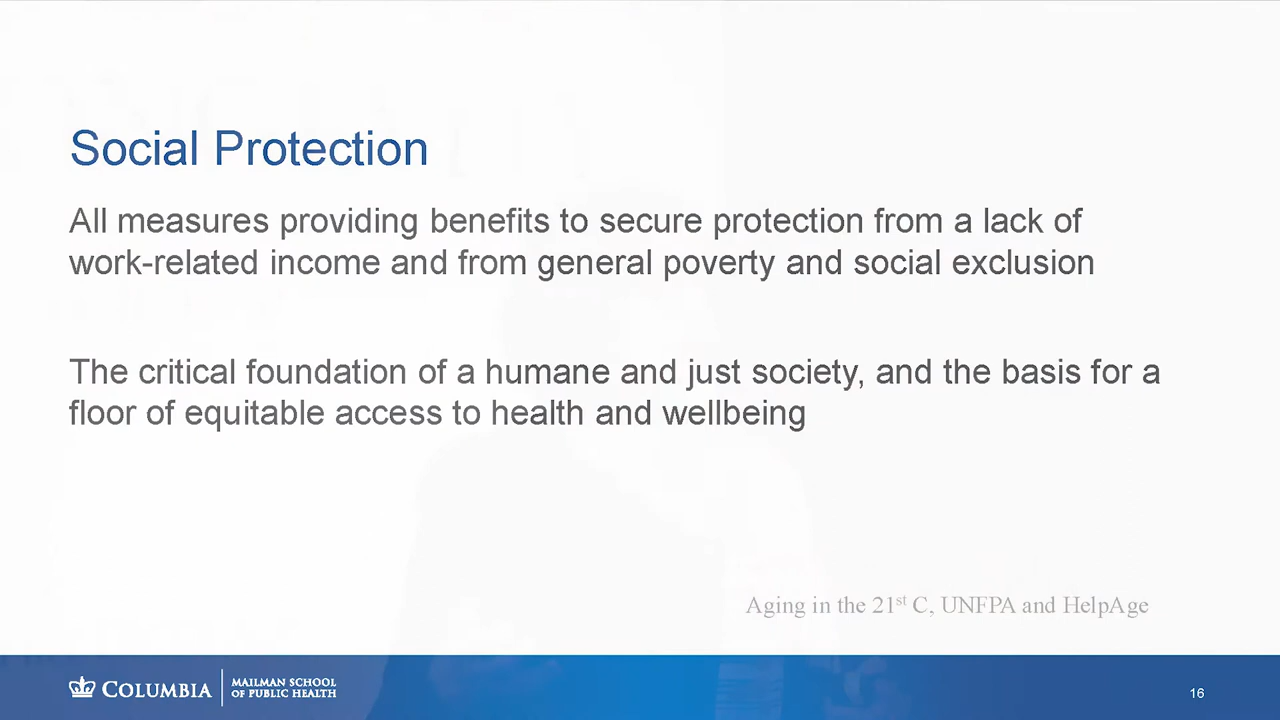 Social Protection
All measures providing benefits to secure protection from a lack of
work-related income and from general poverty and social exclusion
The critical foundation of a humane and just society, and the basis for a
floor of equitable access to health and wellbeing
Aging in the 21st C, UNFPA and HelpAge
COLUMBIA
MAILMAN SCHOOL
OF PUBLIC HEALTH
16